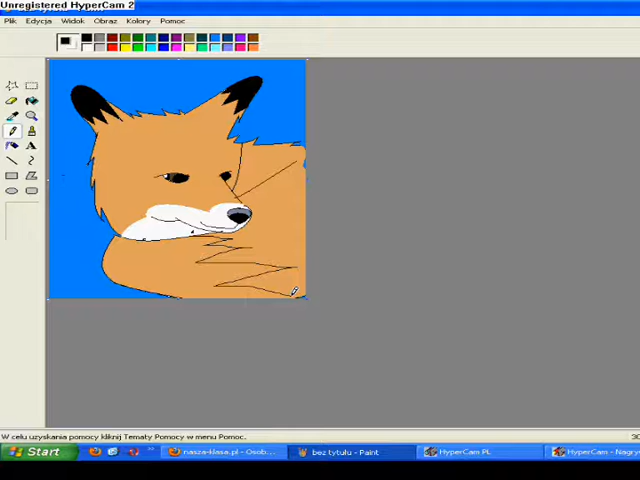 Unregistered HyperCam 2
Plik Edycja Widok Obraz Kolory Pomoc
W celu uzyskania pomocy kliknij Tematy Pomocy w menu Pomoc.
Start nasza-klasa.pl - Osob... bez tytułu - Paint HyperCam PL HyperCam - Nagry